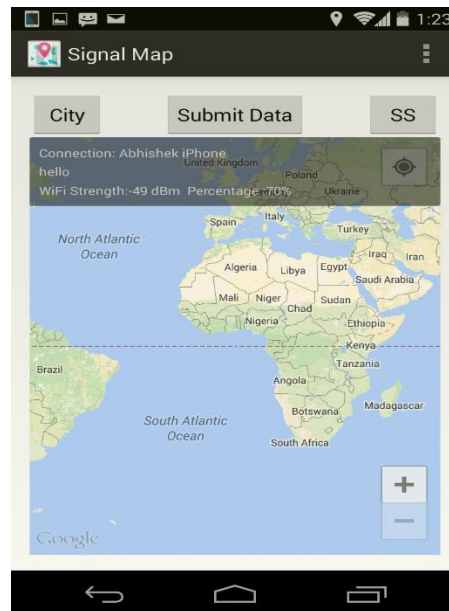 1:23
Signal Map
City Submit Data SS
Connection: Abhishek iPhone
hello
WiFi Strength:-49 dBm Percentage -70%
United Kingdom
Poland
Ukraine
Spain Italy
Turkey
North Atlantic
Ocean
Iraq Iran
Algeria Libya Egypt
Saudi Arabia
Mali Niger Sudan
Chad
Nigeria Ethiopia
Kenya
Brazil Tanzania
Angola
Botswana Madagascar
South Atlantic
Ocean
South Africa
+
−
Google